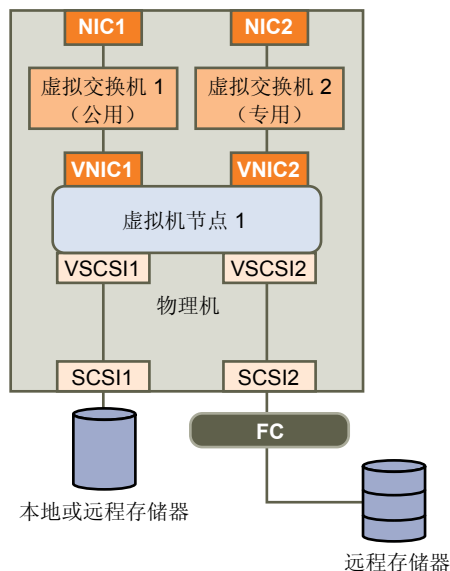 NIC1
NIC2
虚拟交换机 1
（公用）
虚拟交换机 2
（专用）
VNIC1
VNIC2
虚拟机节点 1
VSCSI1
VSCSI2
物理机
SCSI1
SCSI2
FC
本地或远程存储器
远程存储器